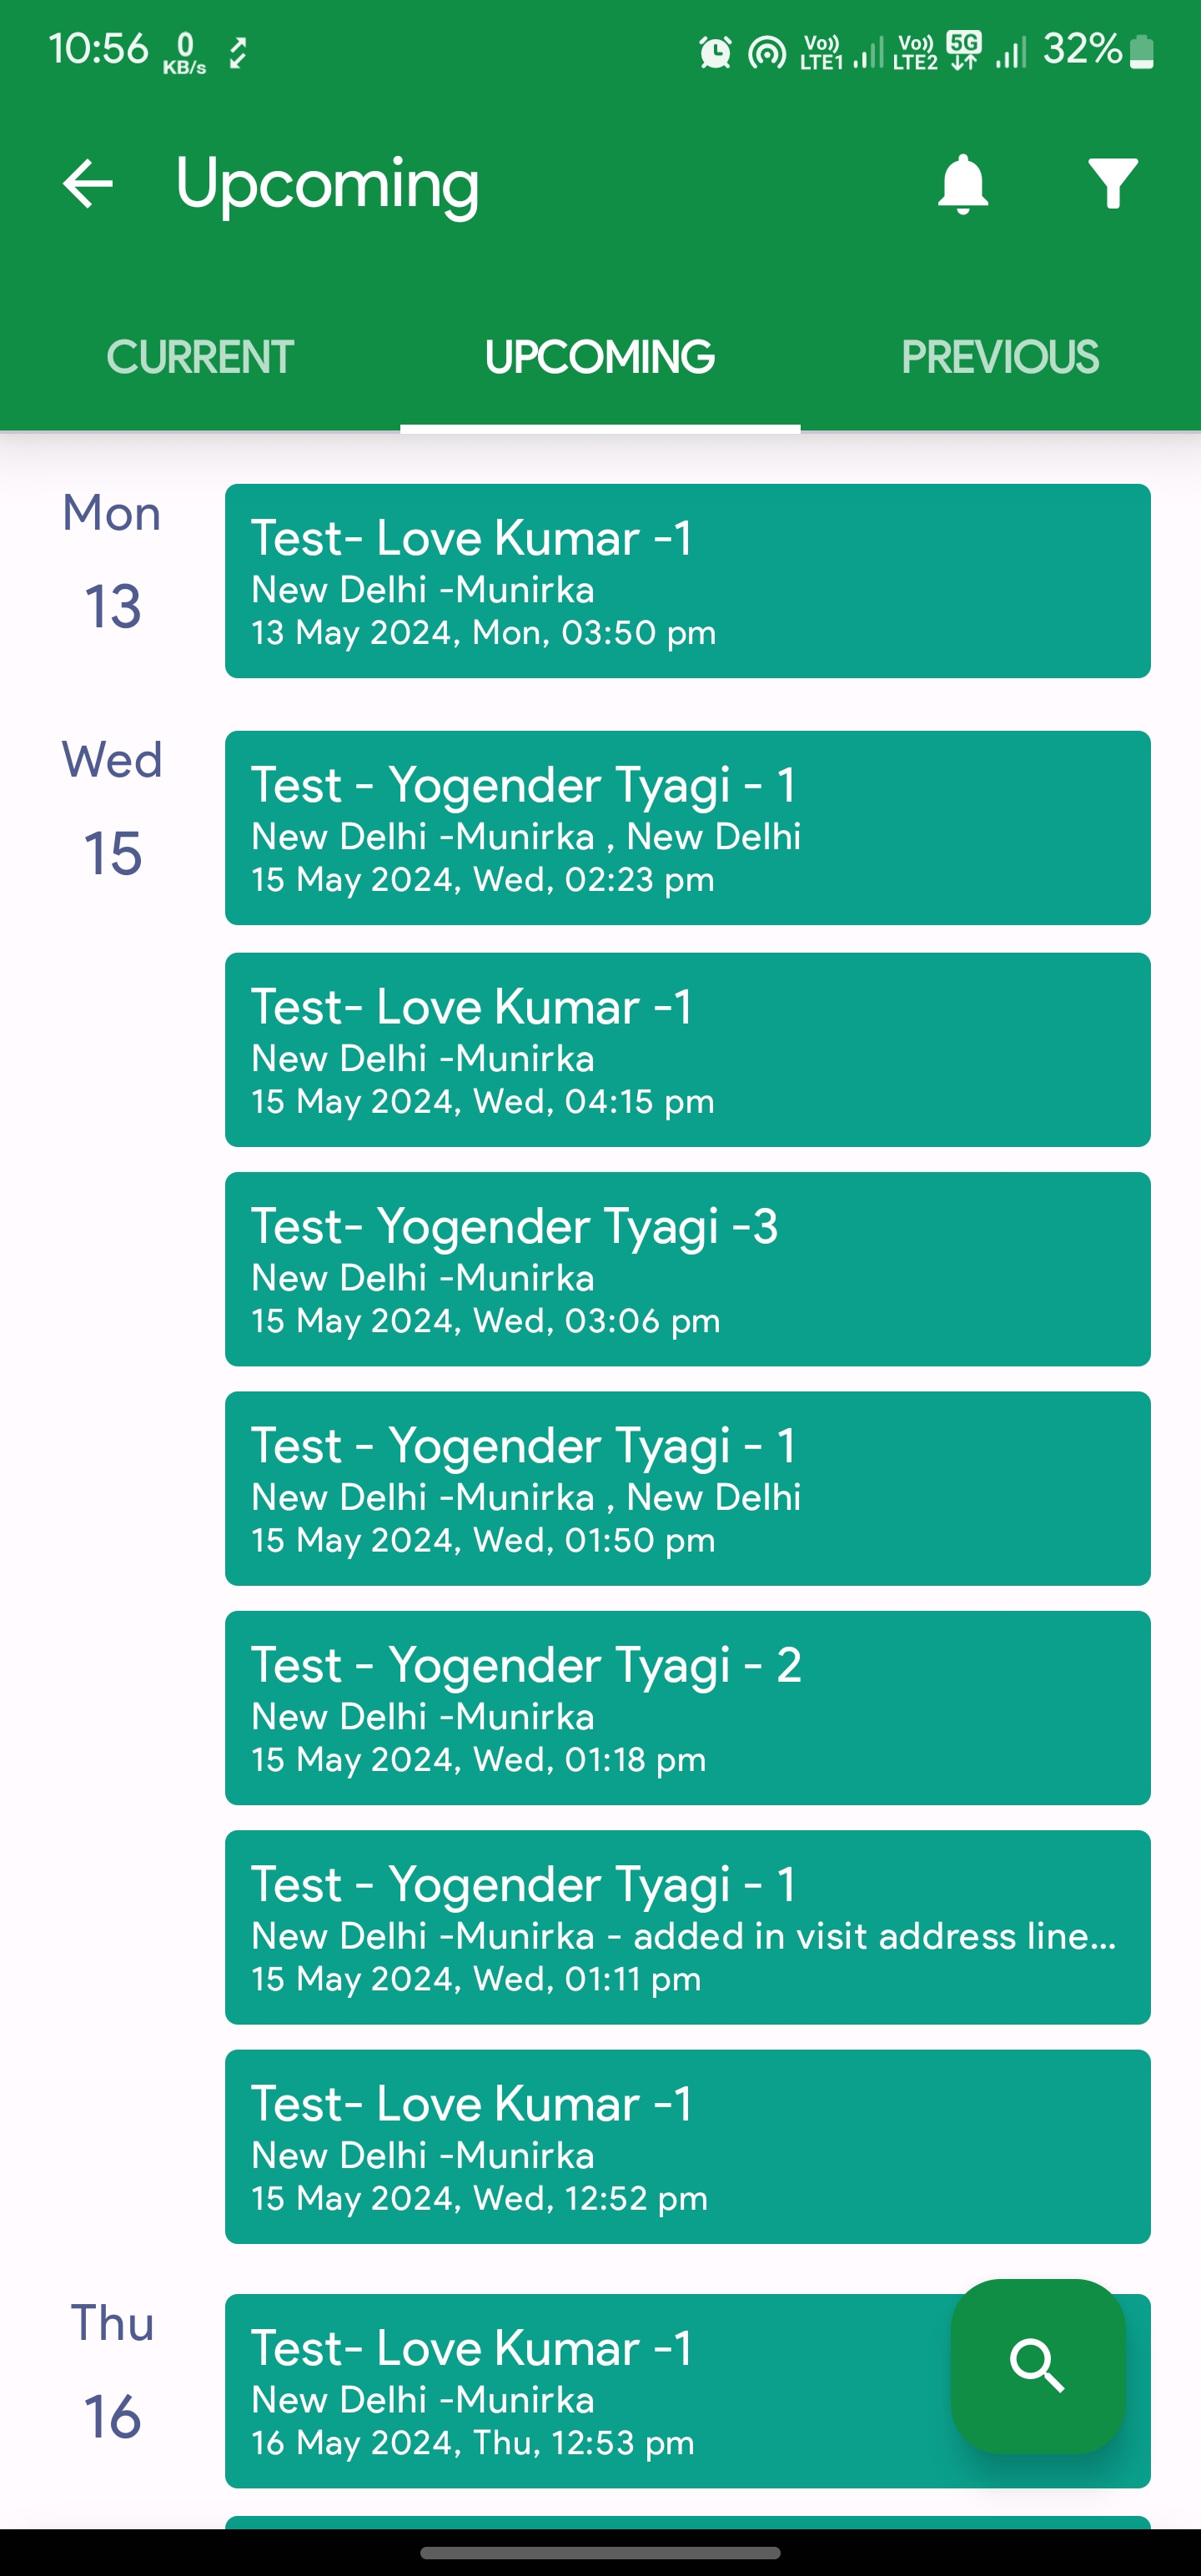 10:56 0 KB/s Vo)) LTE1 Vo)) LTE2 5G 32%
Upcoming
CURRENT UPCOMING PREVIOUS
Mon
13
Test- Love Kumar -1
New Delhi -Munirka
13 May 2024, Mon, 03:50 pm
Wed
15
Test - Yogender Tyagi - 1
New Delhi -Munirka , New Delhi
15 May 2024, Wed, 02:23 pm
Test- Love Kumar -1
New Delhi -Munirka
15 May 2024, Wed, 04:15 pm
Test- Yogender Tyagi -3
New Delhi -Munirka
15 May 2024, Wed, 03:06 pm
Test - Yogender Tyagi - 1
New Delhi -Munirka , New Delhi
15 May 2024, Wed, 01:50 pm
Test - Yogender Tyagi - 2
New Delhi -Munirka
15 May 2024, Wed, 01:18 pm
Test - Yogender Tyagi - 1
New Delhi -Munirka - added in visit address line...
15 May 2024, Wed, 01:11 pm
Test- Love Kumar -1
New Delhi -Munirka
15 May 2024, Wed, 12:52 pm
Thu
16
Test- Love Kumar -1
New Delhi -Munirka
16 May 2024, Thu, 12:53 pm